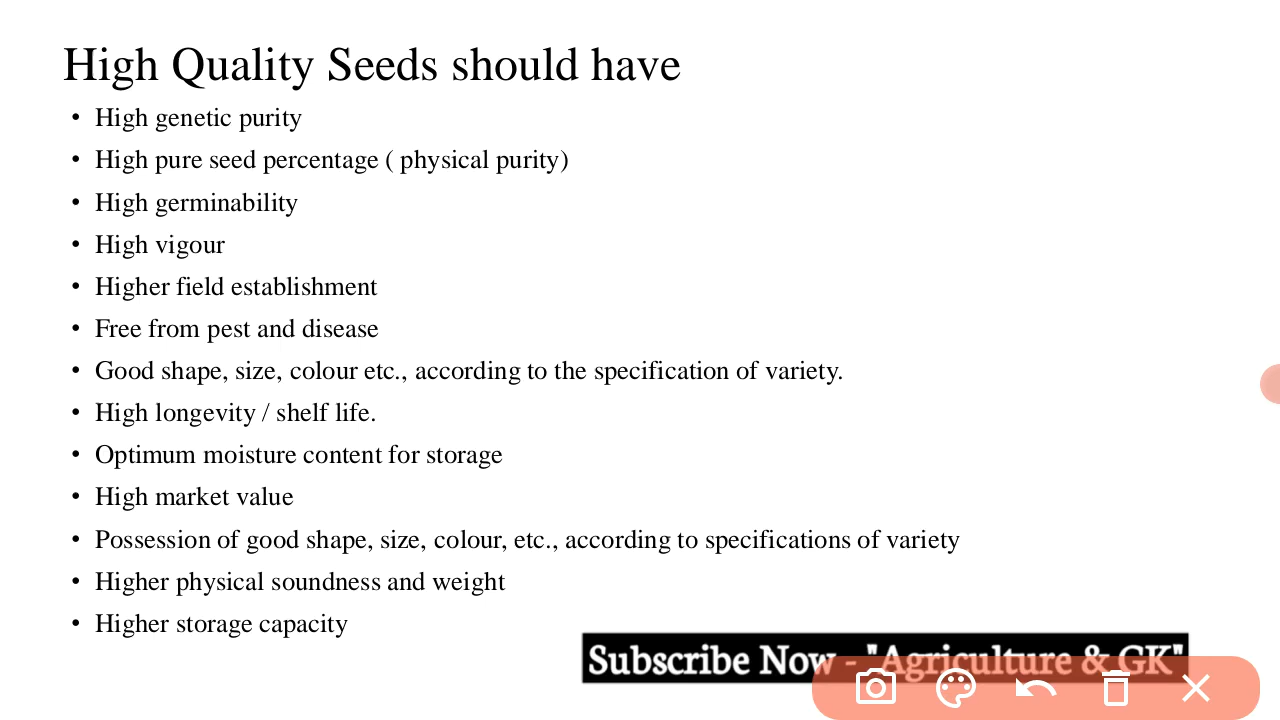 High Quality Seeds should have
• High genetic purity
• High pure seed percentage ( physical purity)
• High germinability
• High vigour
• Higher field establishment
• Free from pest and disease
• Good shape, size, colour etc., according to the specification of variety.
• High longevity / shelf life.
• Optimum moisture content for storage
• High market value
• Possession of good shape, size, colour, etc., according to specifications of variety
• Higher physical soundness and weight
• Higher storage capacity
Subscribe Now - "Agriculture & GK"